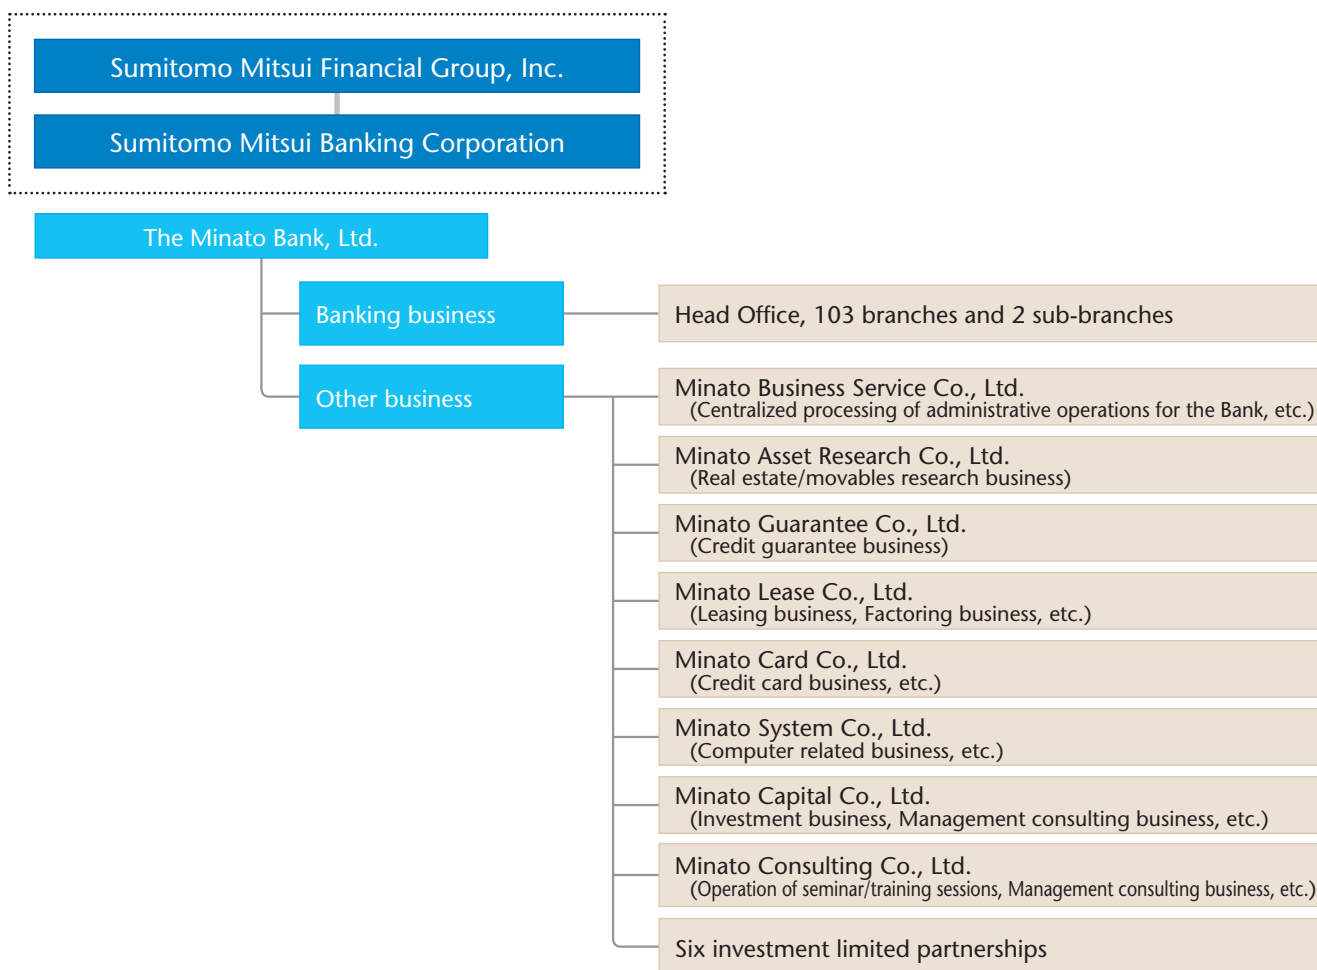 Sumitomo Mitsui Financial Group, Inc.
Sumitomo Mitsui Banking Corporation
The Minato Bank, Ltd.
Banking business
Head Office, 103 branches and 2 sub-branches
Other business
Minato Business Service Co., Ltd.
(Centralized processing of administrative operations for the Bank, etc.)
Minato Asset Research Co., Ltd.
(Real estate/movables research business)
Minato Guarantee Co., Ltd.
(Credit guarantee business)
Minato Lease Co., Ltd.
(Leasing business, Factoring business, etc.)
Minato Card Co., Ltd.
(Credit card business, etc.)
Minato System Co., Ltd.
(Computer related business, etc.)
Minato Capital Co., Ltd.
(Investment business, Management consulting business, etc.)
Minato Consulting Co., Ltd.
(Operation of seminar/training sessions, Management consulting business, etc.)
Six investment limited partnerships